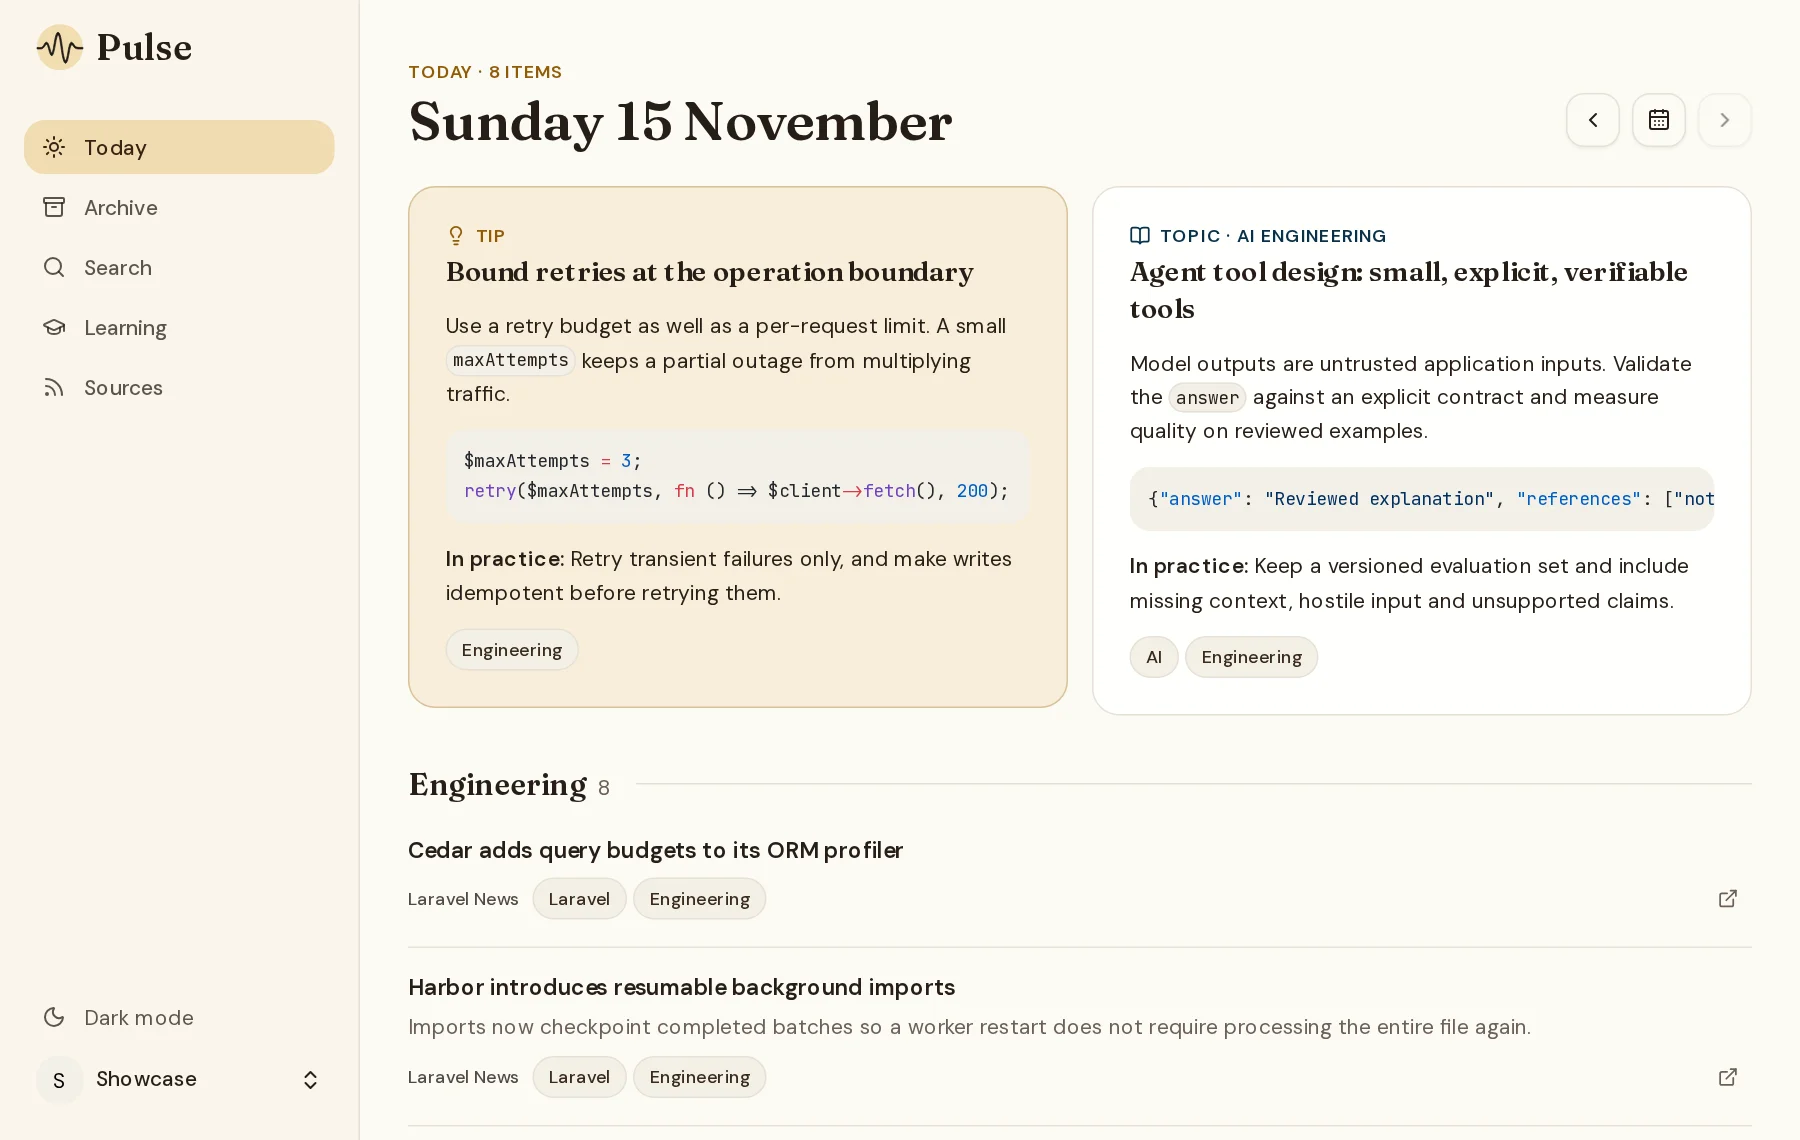 Pulse
Today
Archive
Search
Learning
Sources
Dark mode
S
Showcase
TODAY · 8 ITEMS
Sunday 15 November
TIP
Bound retries at the operation boundary
Use a retry budget as well as a per-request limit. A small
maxAttempts keeps a partial outage from multiplying
traffic.
$maxAttempts = 3;
retry($maxAttempts, fn () => $client->fetch(), 200);
In practice: Retry transient failures only, and make writes
idempotent before retrying them.
Engineering
TOPIC · AI ENGINEERING
Agent tool design: small, explicit, verifiable
tools
Model outputs are untrusted application inputs. Validate
the answer against an explicit contract and measure
quality on reviewed examples.
{"answer": "Reviewed explanation", "references": ["not
In practice: Keep a versioned evaluation set and include
missing context, hostile input and unsupported claims.
AI Engineering
Engineering 8
Cedar adds query budgets to its ORM profiler
Laravel News Laravel Engineering
Harbor introduces resumable background imports
Imports now checkpoint completed batches so a worker restart does not require processing the entire file again.
Laravel News Laravel Engineering